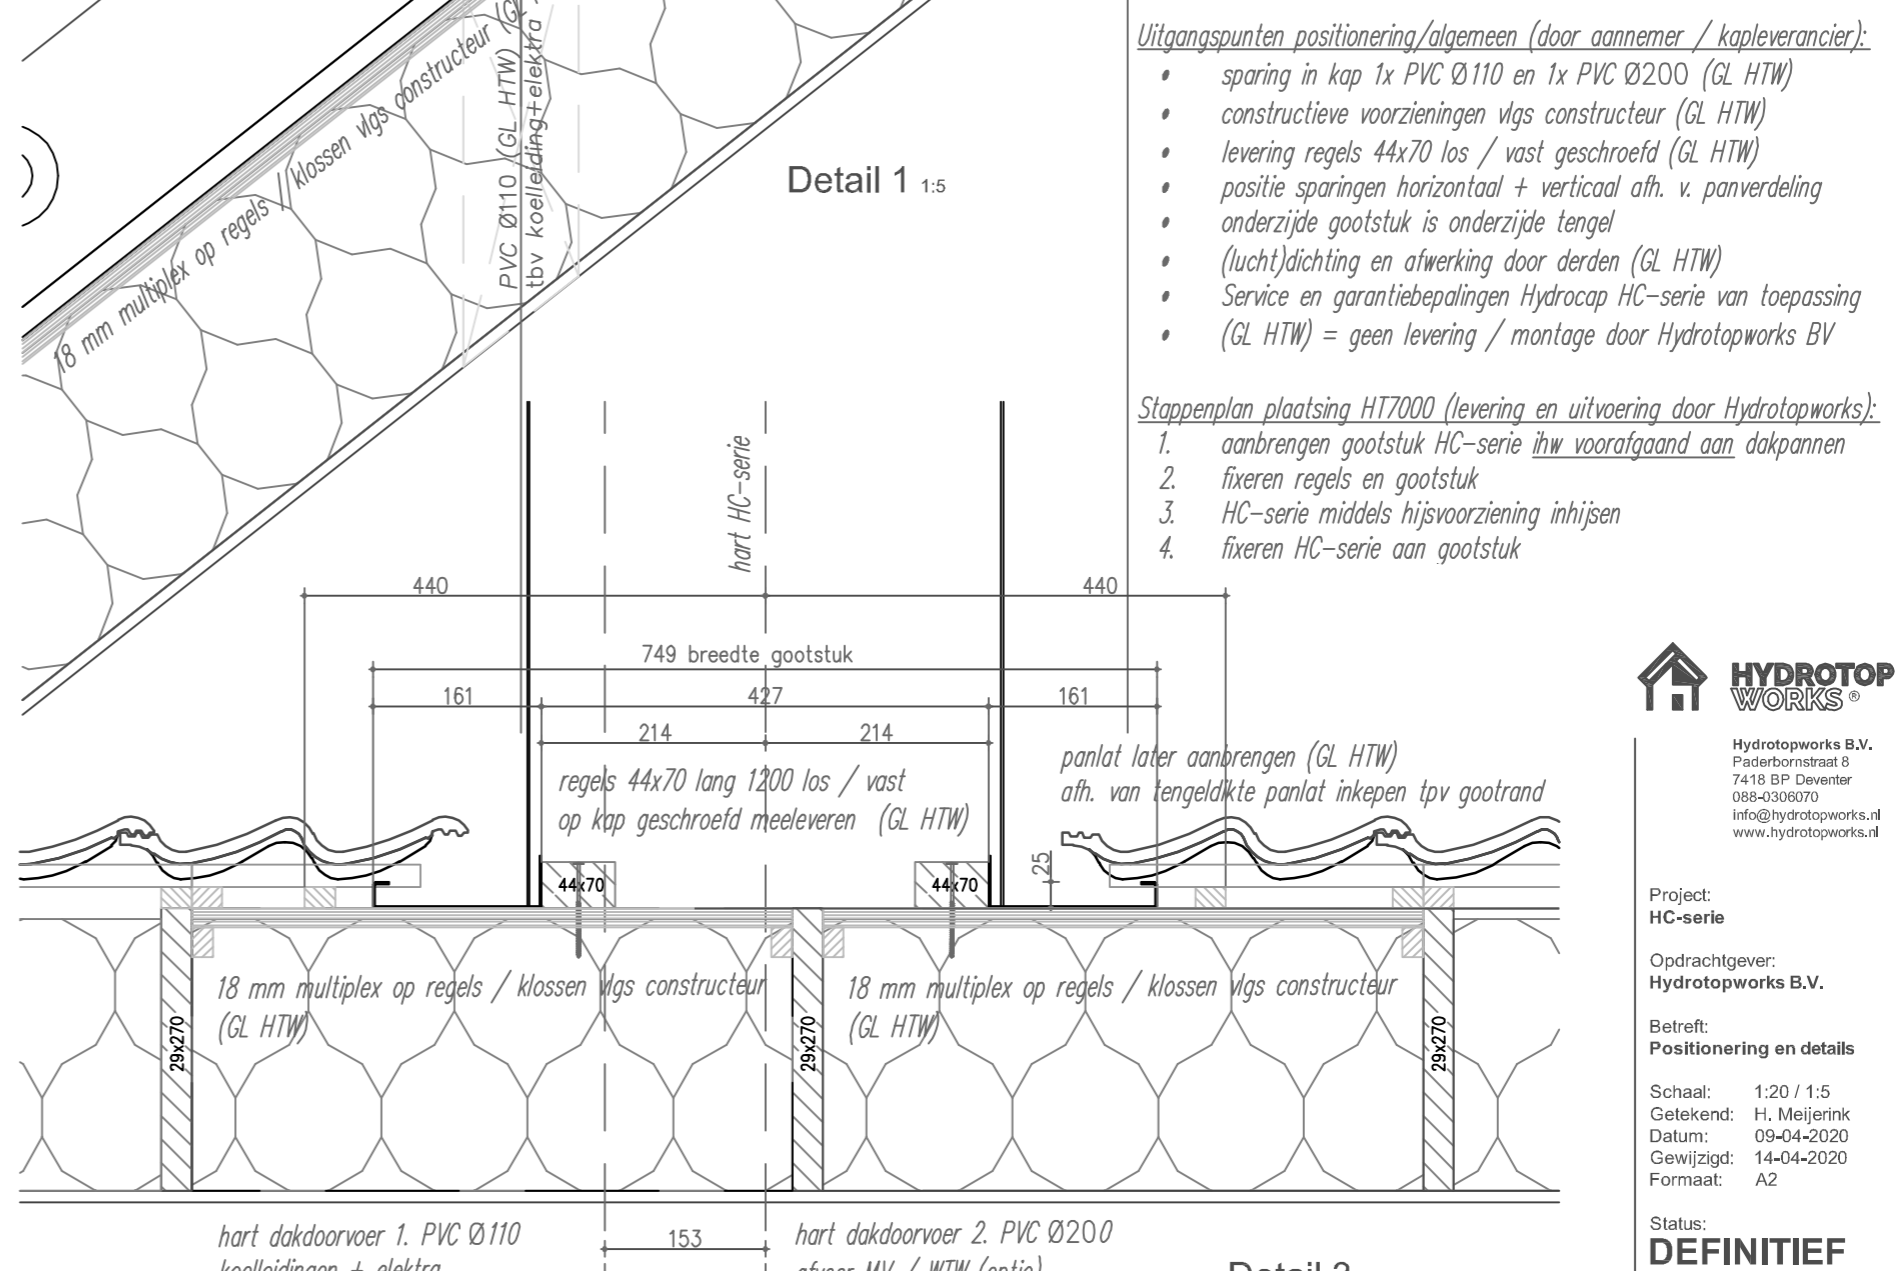 18 mm multiplex op regels / klossen vlgs constructeur (GL
PVC Ø110 (GL HTW)
tbv koelleiding+elektra
Detail 1 1:5
Uitgangspunten positionering/algemeen (door aannemer / kapleverancier):
• sparing in kap 1x PVC Ø110 en 1x PVC Ø200 (GL HTW)
• constructieve voorzieningen vlgs constructeur (GL HTW)
• levering regels 44x70 los / vast geschroefd (GL HTW)
• positie sparingen horizontaal + verticaal afh. v. panverdeling
• onderzijde gootstuk is onderzijde tengel
• (lucht)dichting en afwerking door derden (GL HTW)
• Service en garantiebepalingen Hydrocap HC-serie van toepassing
• (GL HTW) = geen levering / montage door Hydrotopworks BV
Stappenplan plaatsing HT7000 (levering en uitvoering door Hydrotopworks):
1. aanbrengen gootstuk HC-serie ihw voorafgaand aan dakpannen
2. fixeren regels en gootstuk
3. HC-serie middels hijsvoorziening inhijsen
4. fixeren HC-serie aan gootstuk
hart HC-serie
440
440
749 breedte gootstuk
161
427
161
214
214
regels 44x70 lang 1200 los / vast
op kap geschroefd meeleveren (GL HTW)
panlat later aanbrengen (GL HTW)
afh. van tengeldikte panlat inkepen tpv gootrand
25
44x70
44x70
18 mm multiplex op regels / klossen vlgs constructeur
(GL HTW)
18 mm multiplex op regels / klossen vlgs constructeur
(GL HTW)
29x270
29x270
29x270
hart dakdoorvoer 1. PVC Ø110
koelleidingen + elektra
153
hart dakdoorvoer 2. PVC Ø200
afvoer MV / WTW (optie)
Detail 2
HYDROTOP
WORKS ®
Hydrotopworks B.V.
Paderbornstraat 8
7418 BP Deventer
088-0306070
info@hydrotopworks.nl
www.hydrotopworks.nl
Project:
HC-serie
Opdrachtgever:
Hydrotopworks B.V.
Betreft:
Positionering en details
Schaal: 1:20 / 1:5
Getekend: H. Meijerink
Datum: 09-04-2020
Gewijzigd: 14-04-2020
Formaat: A2
Status:
DEFINITIEF